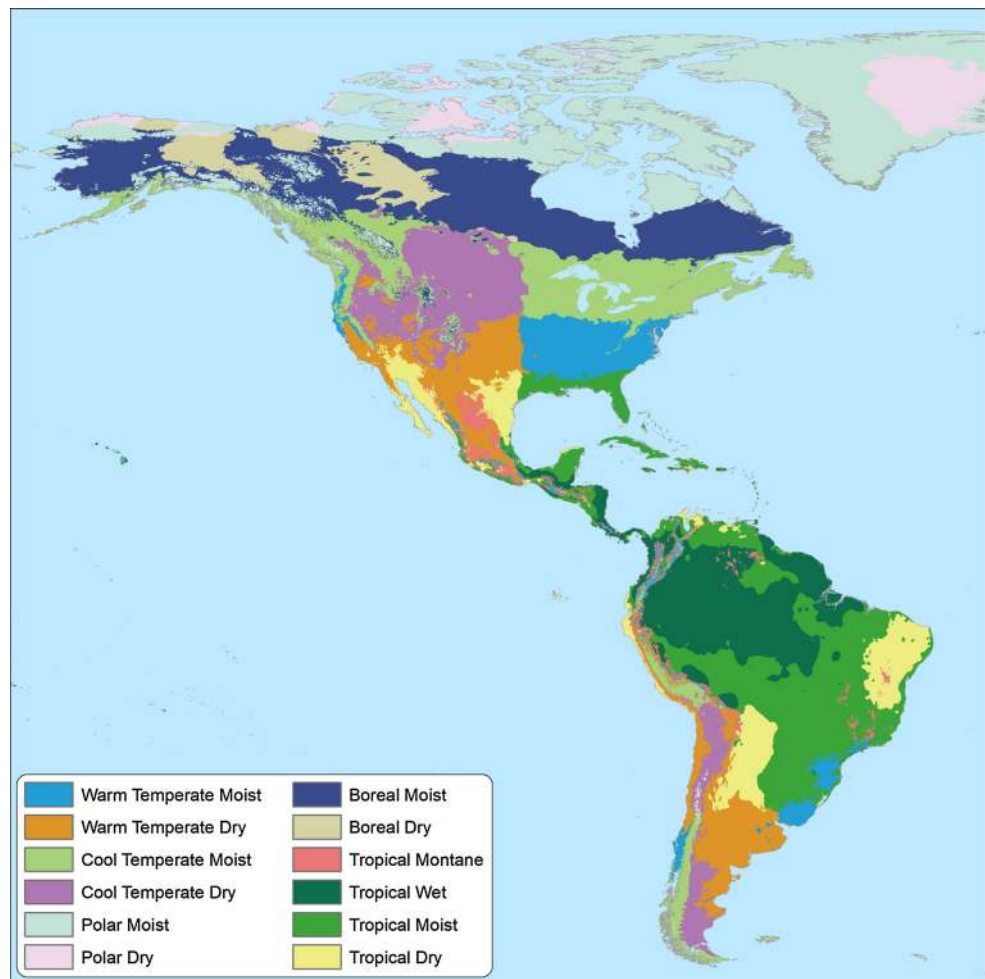 Warm Temperate Moist
Warm Temperate Dry
Cool Temperate Moist
Cool Temperate Dry
Polar Moist
Polar Dry
Boreal Moist
Boreal Dry
Tropical Montane
Tropical Wet
Tropical Moist
Tropical Dry